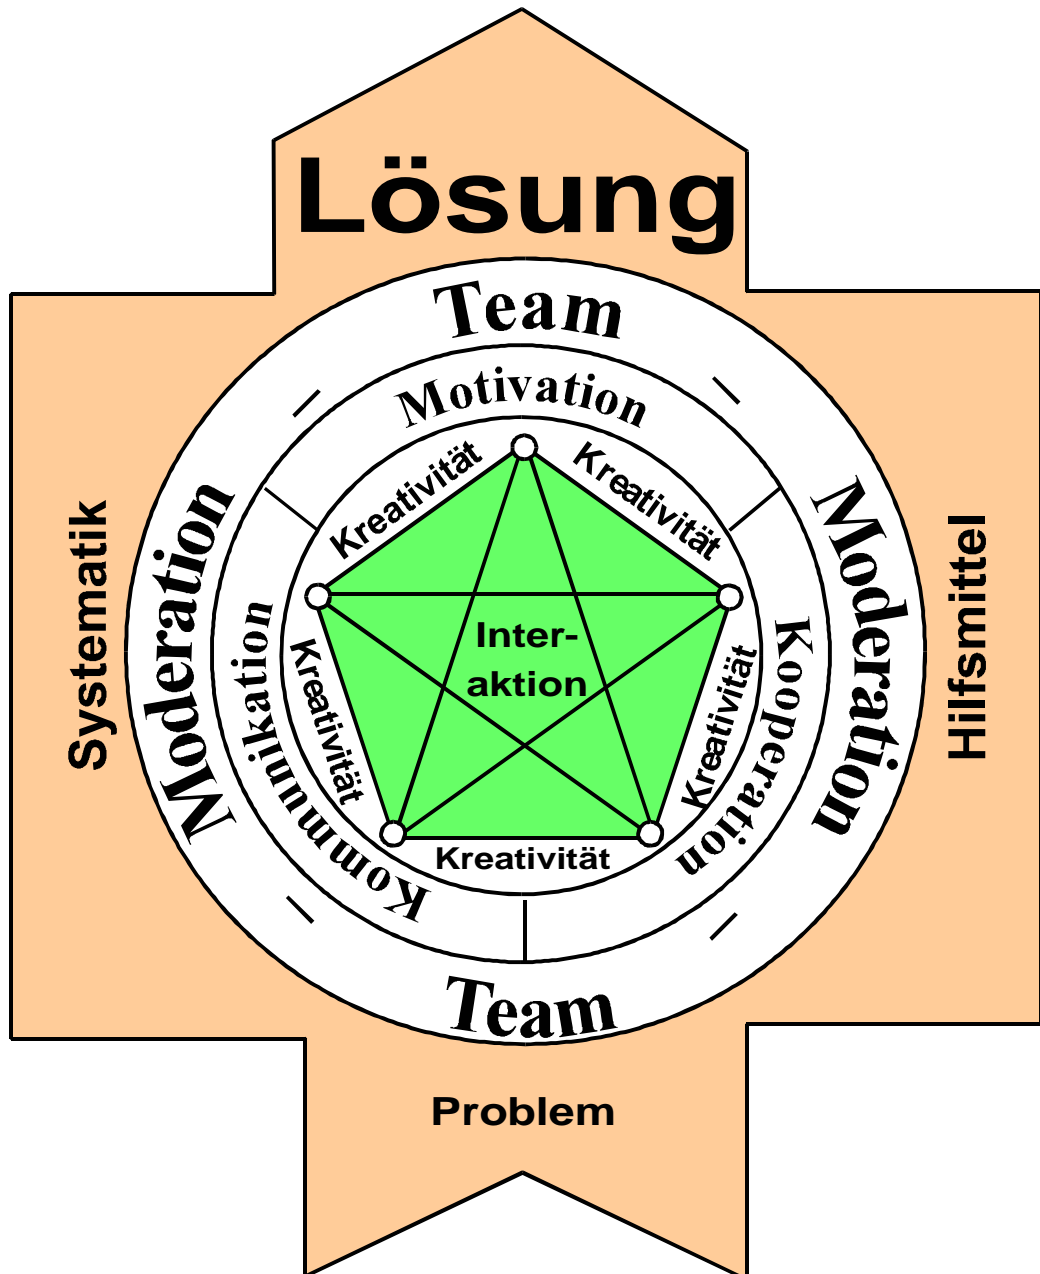 Lösung
Team
Motivation
Kreativität
Kreativität
Systematik
Moderation
Kommunikation
Kreativität
Inter-
aktion
Kreativität
Kooperation
Moderation
Hilfsmittel
Kreativität
Team
Problem